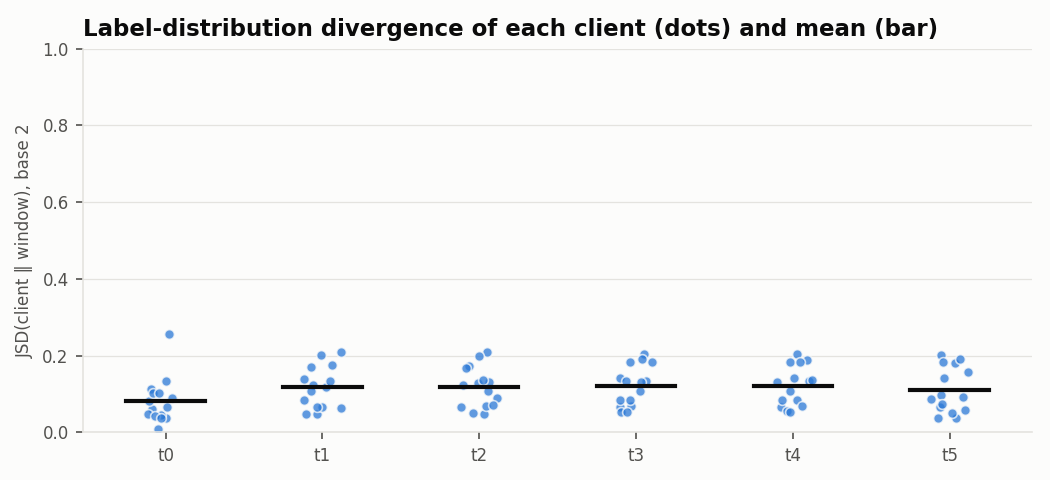 Label-distribution divergence of each client (dots) and mean (bar)
JSD(client ∥ window), base 2
1.0
0.8
0.6
0.4
0.2
0.0
t0 t1 t2 t3 t4 t5